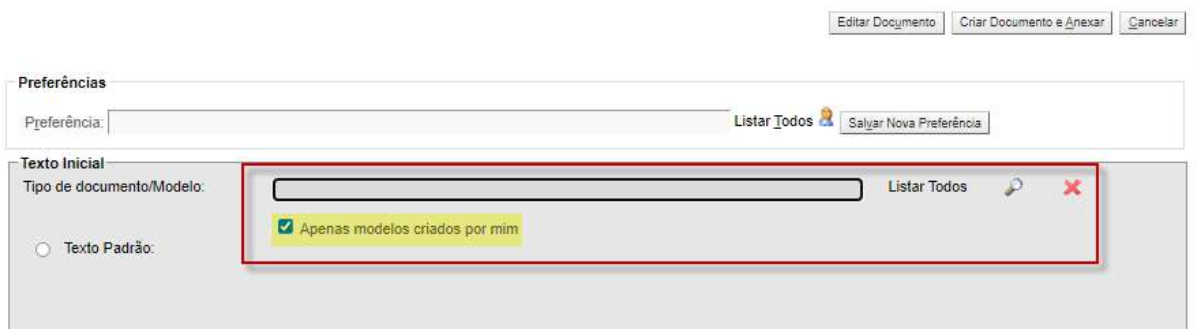 Editar Documento Criar Documento e Anexar Cancelar
Preferências
Preferência: Listar Todos Salvar Nova Preferência
Texto Inicial
Tipo de documento/Modelo: Listar Todos
Apenas modelos criados por mim
Texto Padrão: